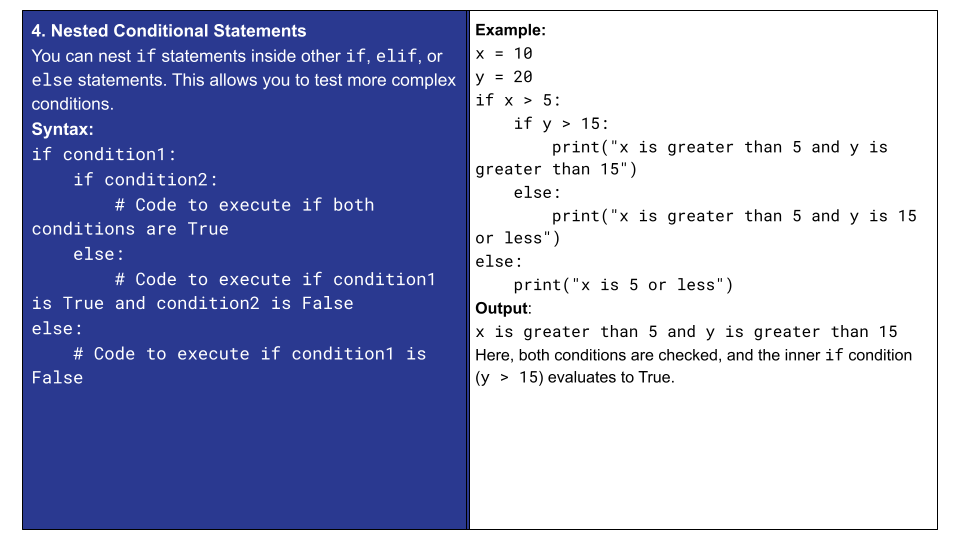 4. Nested Conditional Statements
You can nest if statements inside other if, elif, or
else statements. This allows you to test more complex
conditions.
Syntax:
if condition1:
    if condition2:
        # Code to execute if both
conditions are True
    else:
        # Code to execute if condition1
is True and condition2 is False
else:
    # Code to execute if condition1 is
False
Example:
x = 10
y = 20
if x > 5:
    if y > 15:
        print("x is greater than 5 and y is
greater than 15")
    else:
        print("x is greater than 5 and y is 15
or less")
else:
    print("x is 5 or less")
Output:
x is greater than 5 and y is greater than 15
Here, both conditions are checked, and the inner if condition
(y > 15) evaluates to True.